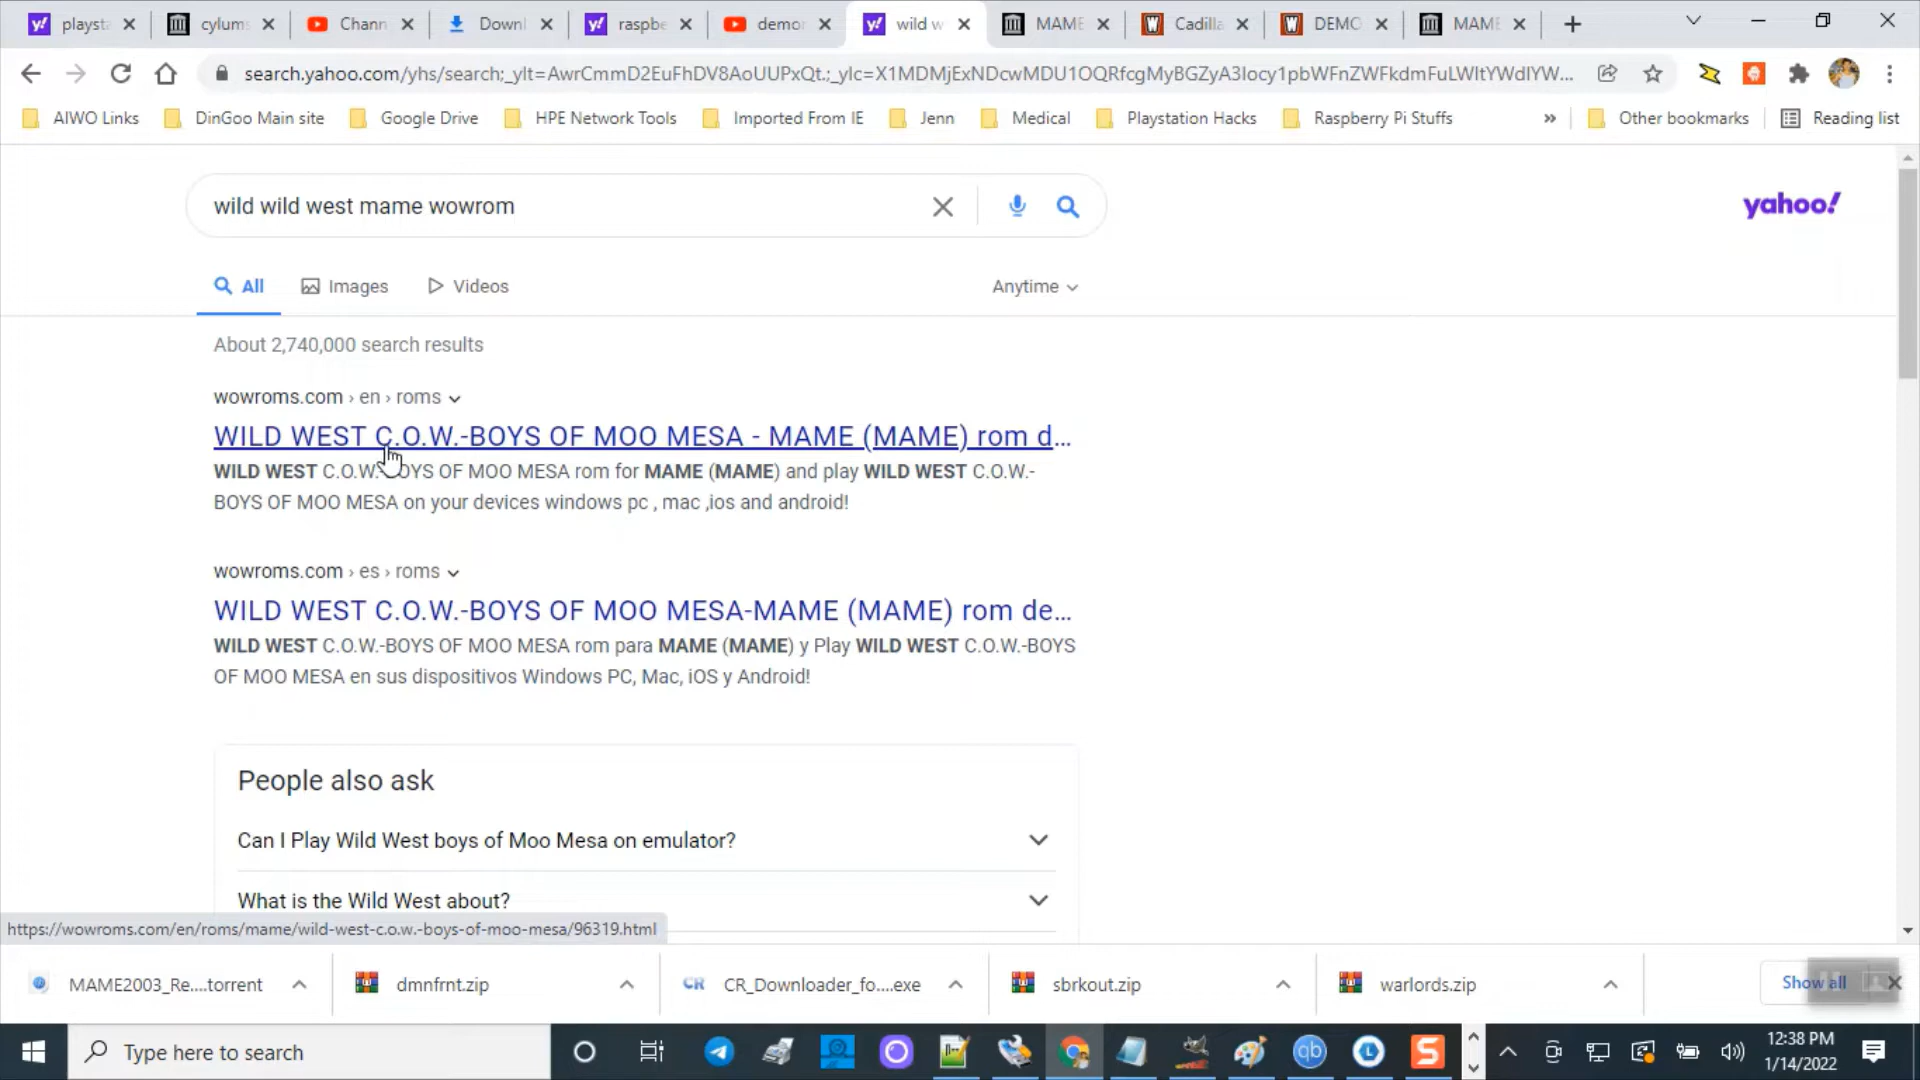 playsta
cylum
Chann
Downl
raspbe
demor
wild w
MAME
Cadilla
DEMO
MAME
search.yahoo.com/yhs/search;_ylt=AwrCmmD2EuFhDV8AoUUPxQt.;_ylc=X1MDMjExNDcwMDU1OQRfcgMyBGZyA3Iocy1pbWFnZWFkdmFuLWltYWdlYW...
AIWO Links
DinGoo Main site
Google Drive
HPE Network Tools
Imported From IE
Jenn
Medical
Playstation Hacks
Raspberry Pi Stuffs
»
Other bookmarks
Reading list
wild wild west mame wowrom
yahoo!
All
Images
Videos
Anytime
About 2,740,000 search results
wowroms.com › en › roms
WILD WEST C.O.W.-BOYS OF MOO MESA - MAME (MAME) rom d...
WILD WEST C.O.W.-BOYS OF MOO MESA rom for MAME (MAME) and play WILD WEST C.O.W.-
BOYS OF MOO MESA on your devices windows pc , mac ,ios and android!
wowroms.com › es › roms
WILD WEST C.O.W.-BOYS OF MOO MESA-MAME (MAME) rom de...
WILD WEST C.O.W.-BOYS OF MOO MESA rom para MAME (MAME) y Play WILD WEST C.O.W.-BOYS
OF MOO MESA en sus dispositivos Windows PC, Mac, iOS y Android!
People also ask
Can I Play Wild West boys of Moo Mesa on emulator?
What is the Wild West about?
https://wowroms.com/en/roms/mame/wild-west-c.o.w.-boys-of-moo-mesa/96319.html
MAME2003_Re....torrent
dmnfrnt.zip
CR_Downloader_fo....exe
sbrkout.zip
warlords.zip
Show all
Type here to search
12:38 PM
1/14/2022